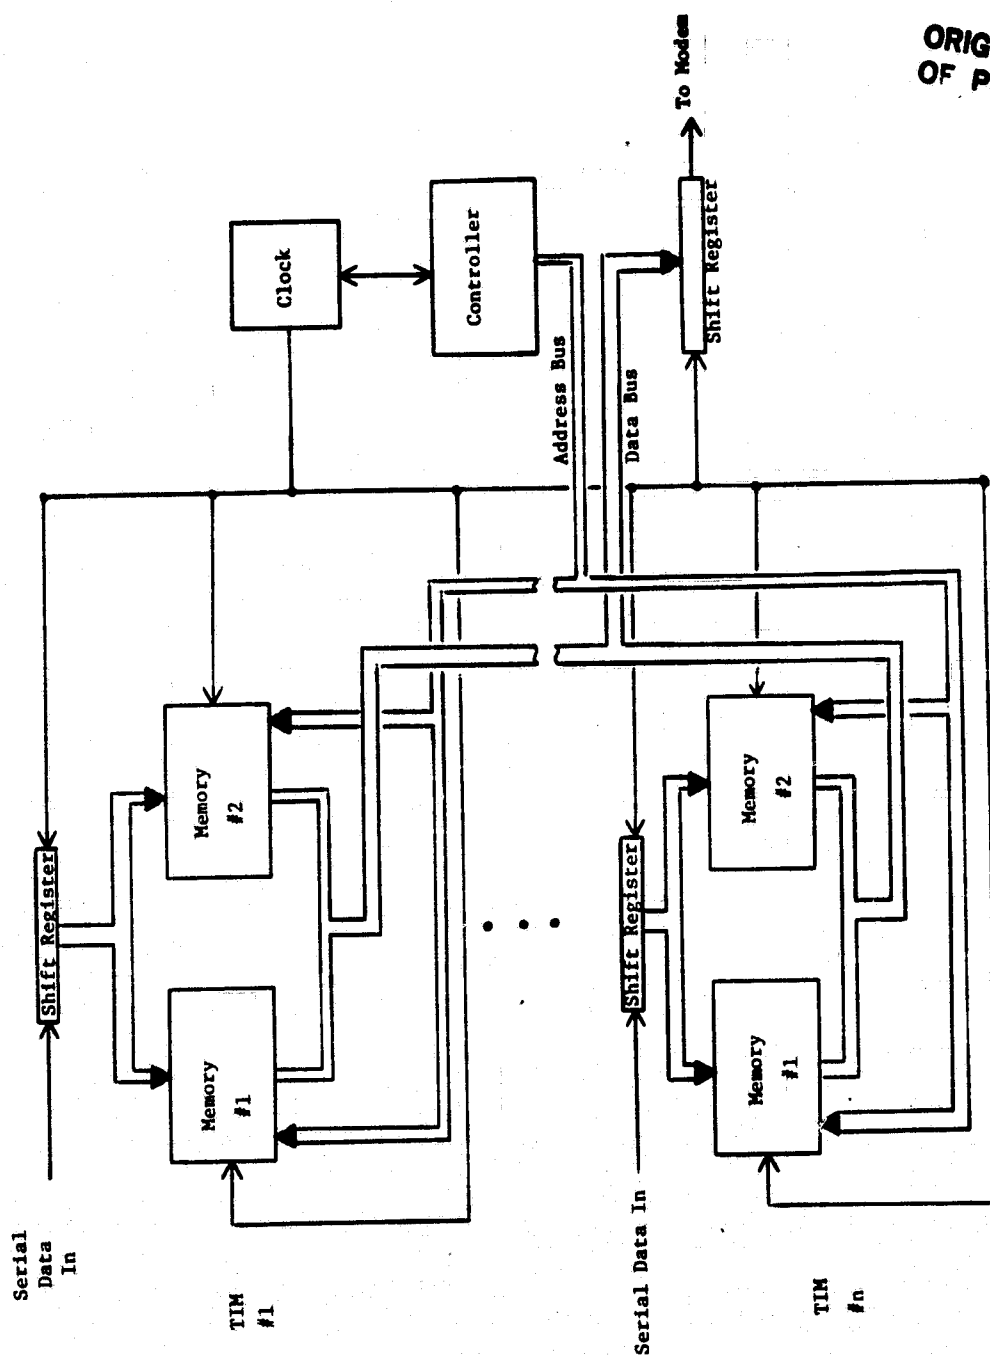 ORIG
OF P
Serial
Data
In
TIM
#1
Shift Register
Memory
#1
Memory
#2
Clock
Controller
Address Bus
Data Bus
Shift Register
To Modem
Serial Data In
TIM
#n
Shift Register
Memory
#1
Memory
#2